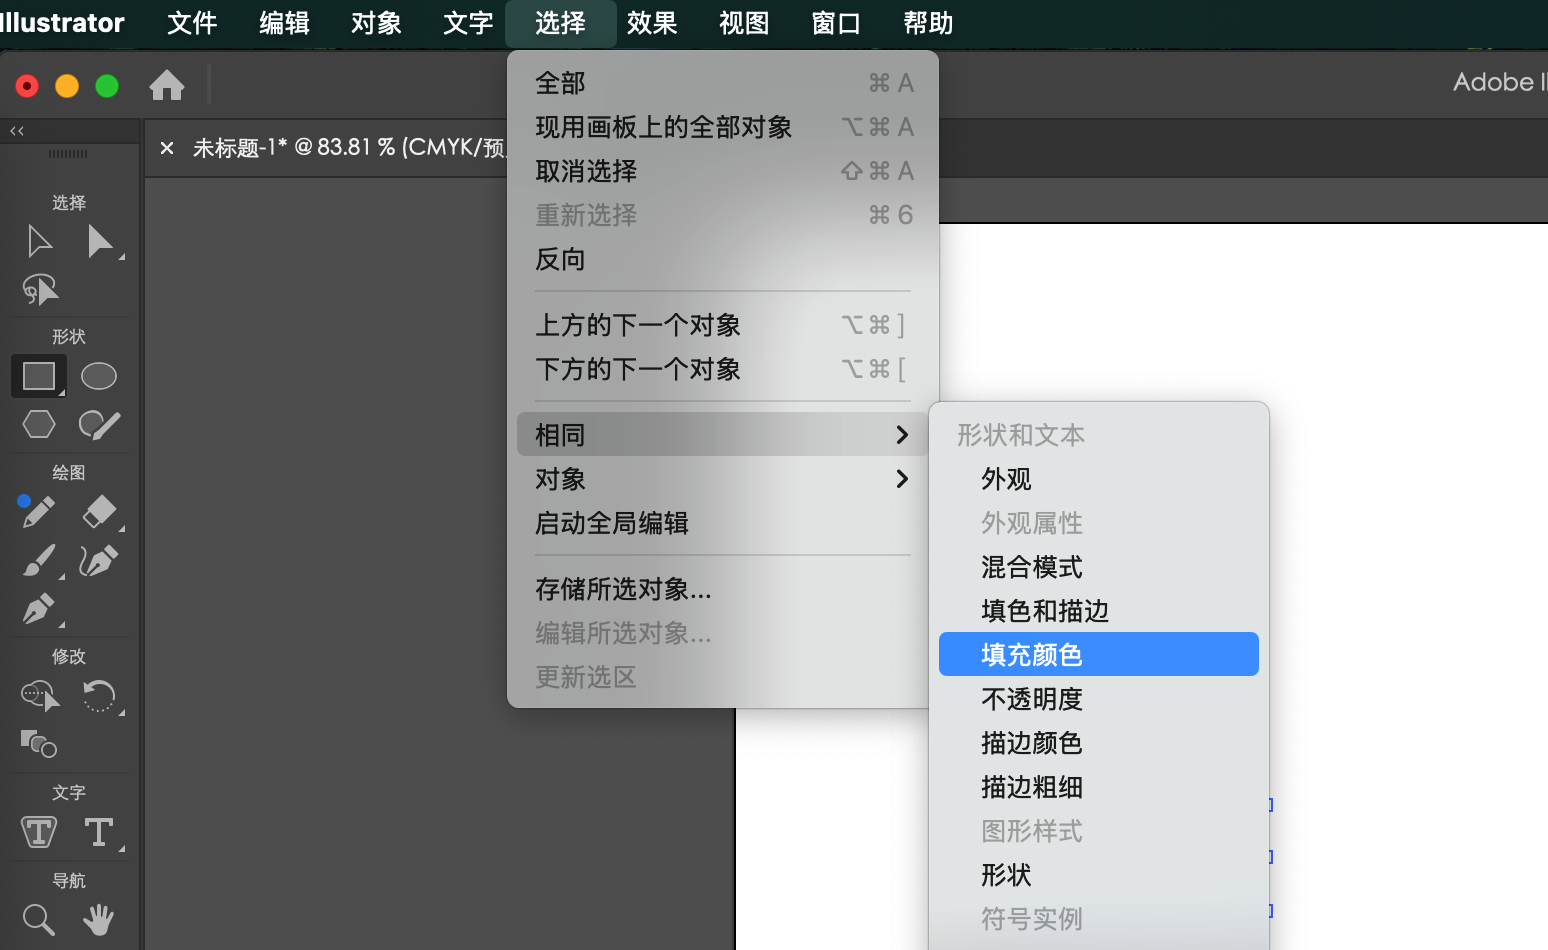 Illustrator 文件 编辑 对象 文字 选择 效果 视图 窗口 帮助
Adobe Il
× 未标题-1* @ 83.81 % (CMYK/预
选择
形状
绘图
修改
文字
导航
全部 ⌘ A
现用画板上的全部对象 ⌥ ⌘ A
取消选择 ⇧ ⌘ A
重新选择 ⌘ 6
反向
上方的下一个对象 ⌥ ⌘ ]
下方的下一个对象 ⌥ ⌘ [
相同
对象
启动全局编辑
存储所选对象...
编辑所选对象...
更新选区
形状和文本
外观
外观属性
混合模式
填色和描边
填充颜色
不透明度
描边颜色
描边粗细
图形样式
形状
符号实例